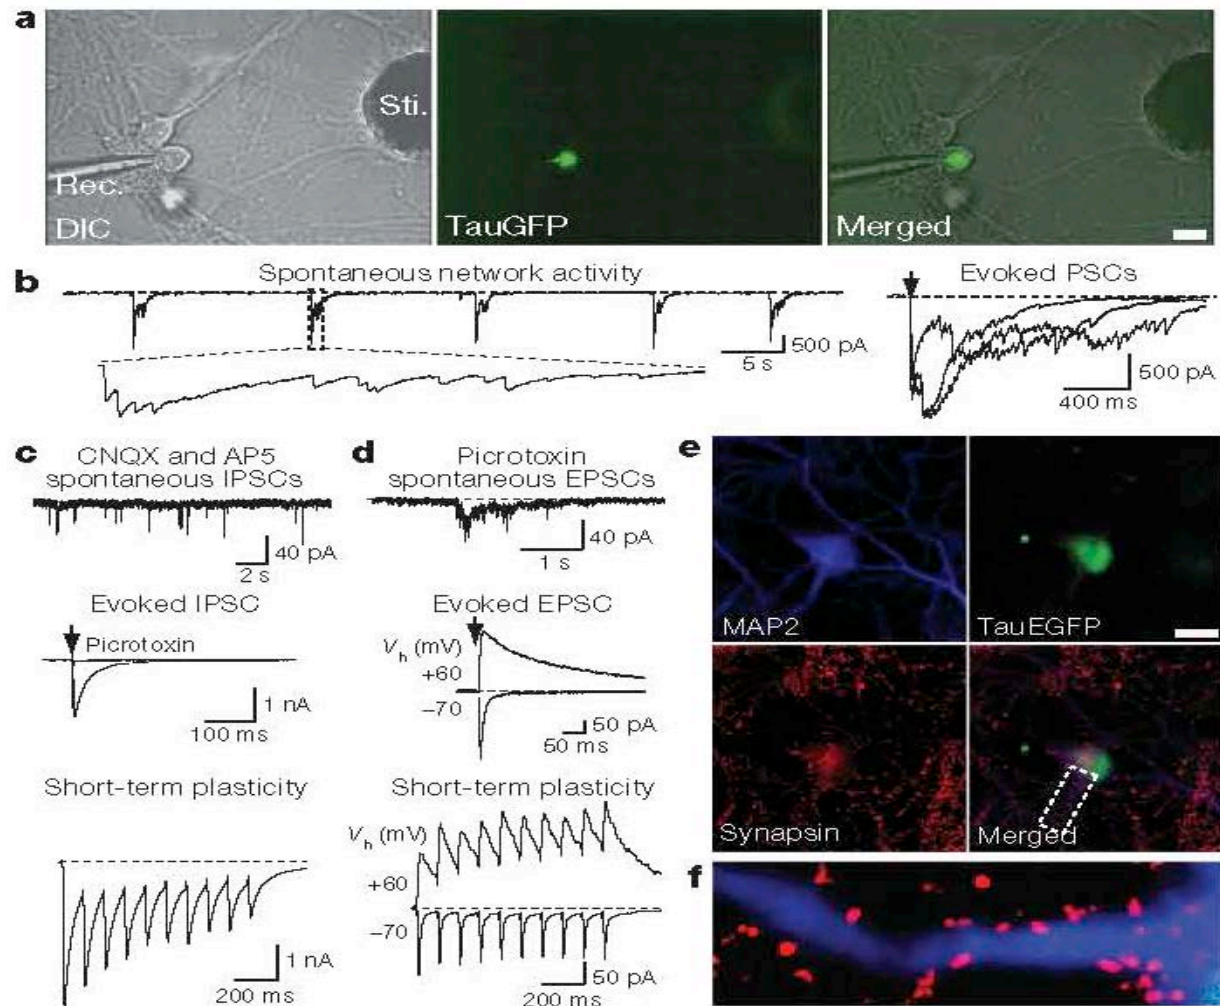 a
Sti.
Rec.
DIC
TauGFP
Merged
b
Spontaneous network activity
500 pA
5 s
Evoked PSCs
500 pA
400 ms
c
CNQX and AP5
spontaneous IPSCs
40 pA
2 s
Evoked IPSC
Picrotoxin
1 nA
100 ms
Short-term plasticity
1 nA
200 ms
d
Picrotoxin
spontaneous EPSCs
40 pA
1 s
Evoked EPSC
Vh (mV)
+60
−70
50 pA
50 ms
Short-term plasticity
Vh (mV)
+60
−70
50 pA
200 ms
e
MAP2
TauEGFP
Synapsin
Merged
f